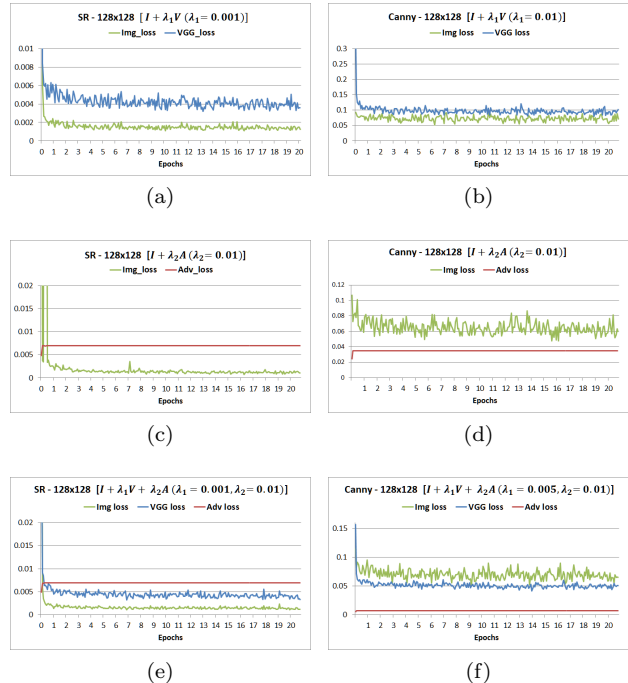 SR - 128x128 [I + λ₁V (λ₁ = 0.001)]
Img_loss VGG_loss
0.01
0.008
0.006
0.004
0.002
0
0 1 2 3 4 5 6 7 8 9 10 11 12 13 14 15 16 17 18 19 20
Epochs
(a)
Canny - 128x128 [I + λ₁V (λ₁ = 0.01)]
Img loss VGG loss
0.3
0.25
0.2
0.15
0.1
0.05
0
0 1 2 3 4 5 6 7 8 9 10 11 12 13 14 15 16 17 18 19 20
Epochs
(b)
SR - 128x128 [I + λ₂A (λ₂ = 0.01)]
Img_loss Adv_loss
0.02
0.015
0.01
0.005
0
0 1 2 3 4 5 6 7 8 9 10 11 12 13 14 15 16 17 18 19 20
Epochs
(c)
Canny - 128x128 [I + λ₂A (λ₂ = 0.01)]
Img loss Adv loss
0.12
0.1
0.08
0.06
0.04
0.02
0
1 2 3 4 5 6 7 8 9 10 11 12 13 14 15 16 17 18 19 20
Epochs
(d)
SR - 128x128 [I + λ₁V + λ₂A (λ₁ = 0.001, λ₂ = 0.01)]
Img loss VGG loss Adv loss
0.02
0.015
0.01
0.005
0
0 1 2 3 4 5 6 7 8 9 10 11 12 13 14 15 16 17 18 19 20
Epochs
(e)
Canny - 128x128 [I + λ₁V + λ₂A (λ₁ = 0.005, λ₂ = 0.01)]
Img loss VGG loss Adv loss
0.15
0.1
0.05
0
1 2 3 4 5 6 7 8 9 10 11 12 13 14 15 16 17 18 19 20
Epochs
(f)